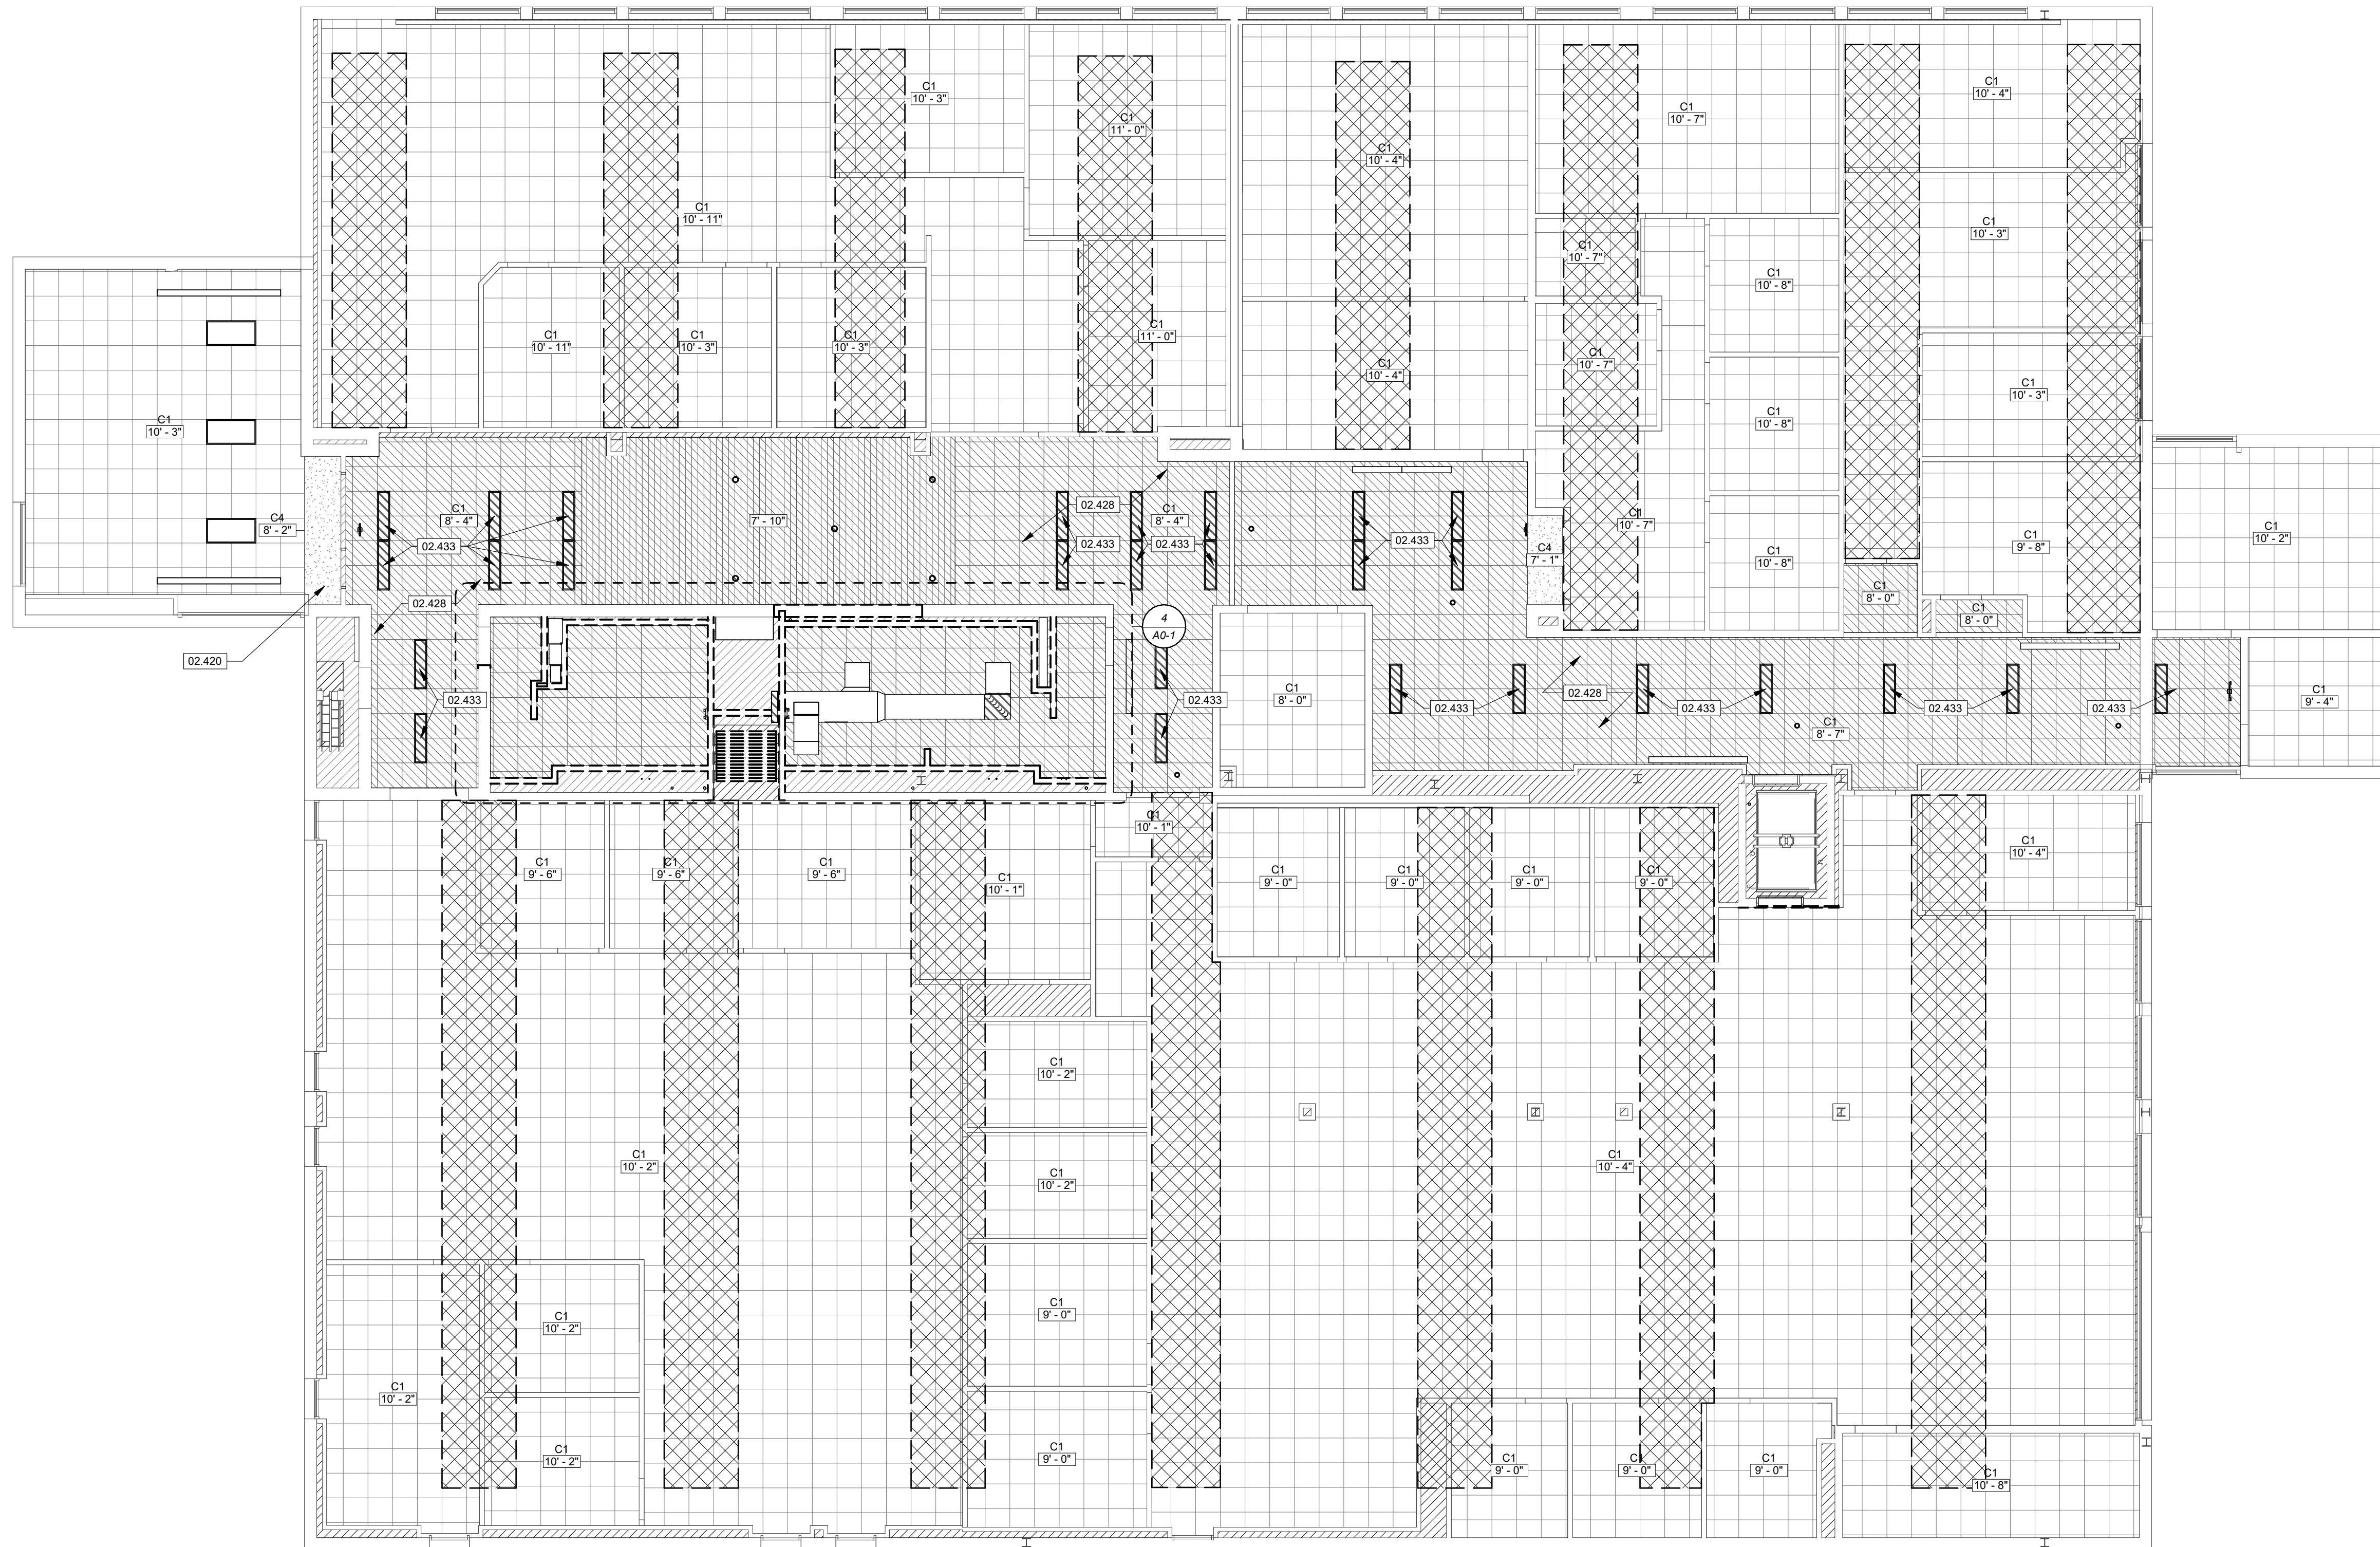 C1
10' - 4"
C1
10' - 3"
C1
10' - 7"
C1
11' - 0"
C1
10' - 4"
C1
10' - 11"
C1
10' - 3"
C1
10' - 7"
C1
10' - 8"
C1
11' - 0"
C1
10' - 11"
C1
10' - 3"
C1
10' - 3"
C1
10' - 4"
C1
10' - 7"
C1
10' - 3"
C1
10' - 3"
C1
10' - 8"
C4
8' - 2"
C1
8' - 4"
7' - 10"
02.428
C1
8' - 4"
02.433
02.433
02.433
02.433
C4
7' - 1"
C1
10' - 7"
C1
10' - 8"
C1
9' - 8"
C1
10' - 2"
02.428
C1
8' - 0"
C1
8' - 0"
4
A0-1
02.420
02.433
02.433
C1
8' - 0"
02.428
02.433
02.433
02.433
02.433
C1
9' - 4"
C1
8' - 7"
C1
10' - 1"
C1
9' - 6"
C1
9' - 6"
C1
9' - 6"
C1
10' - 1"
C1
9' - 0"
C1
9' - 0"
C1
9' - 0"
C1
9' - 0"
C1
10' - 4"
C1
10' - 2"
C1
10' - 2"
C1
10' - 4"
C1
10' - 2"
C1
9' - 0"
C1
10' - 2"
C1
10' - 2"
C1
10' - 2"
C1
9' - 0"
C1
9' - 0"
C1
9' - 0"
C1
9' - 0"
C1
10' - 8"